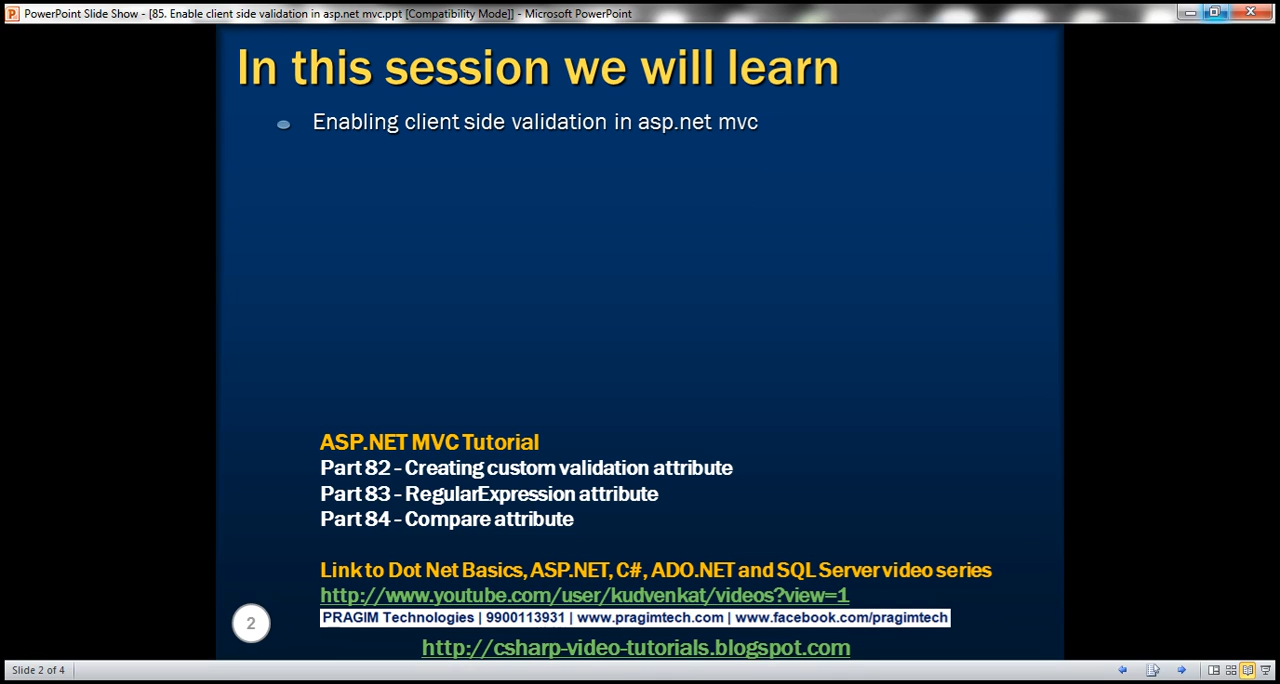 PowerPoint Slide Show - [85. Enable client side validation in asp.net mvc.ppt [Compatibility Mode]] - Microsoft PowerPoint
In this session we will learn
Enabling client side validation in asp.net mvc
ASP.NET MVC Tutorial
Part 82 - Creating custom validation attribute
Part 83 - RegularExpression attribute
Part 84 - Compare attribute
Link to Dot Net Basics, ASP.NET, C#, ADO.NET and SQL Server video series
http://www.youtube.com/user/kudvenkat/videos?view=1
PRAGIM Technologies | 9900113931 | www.pragimtech.com | www.facebook.com/pragimtech
2
http://csharp-video-tutorials.blogspot.com
Slide 2 of 4